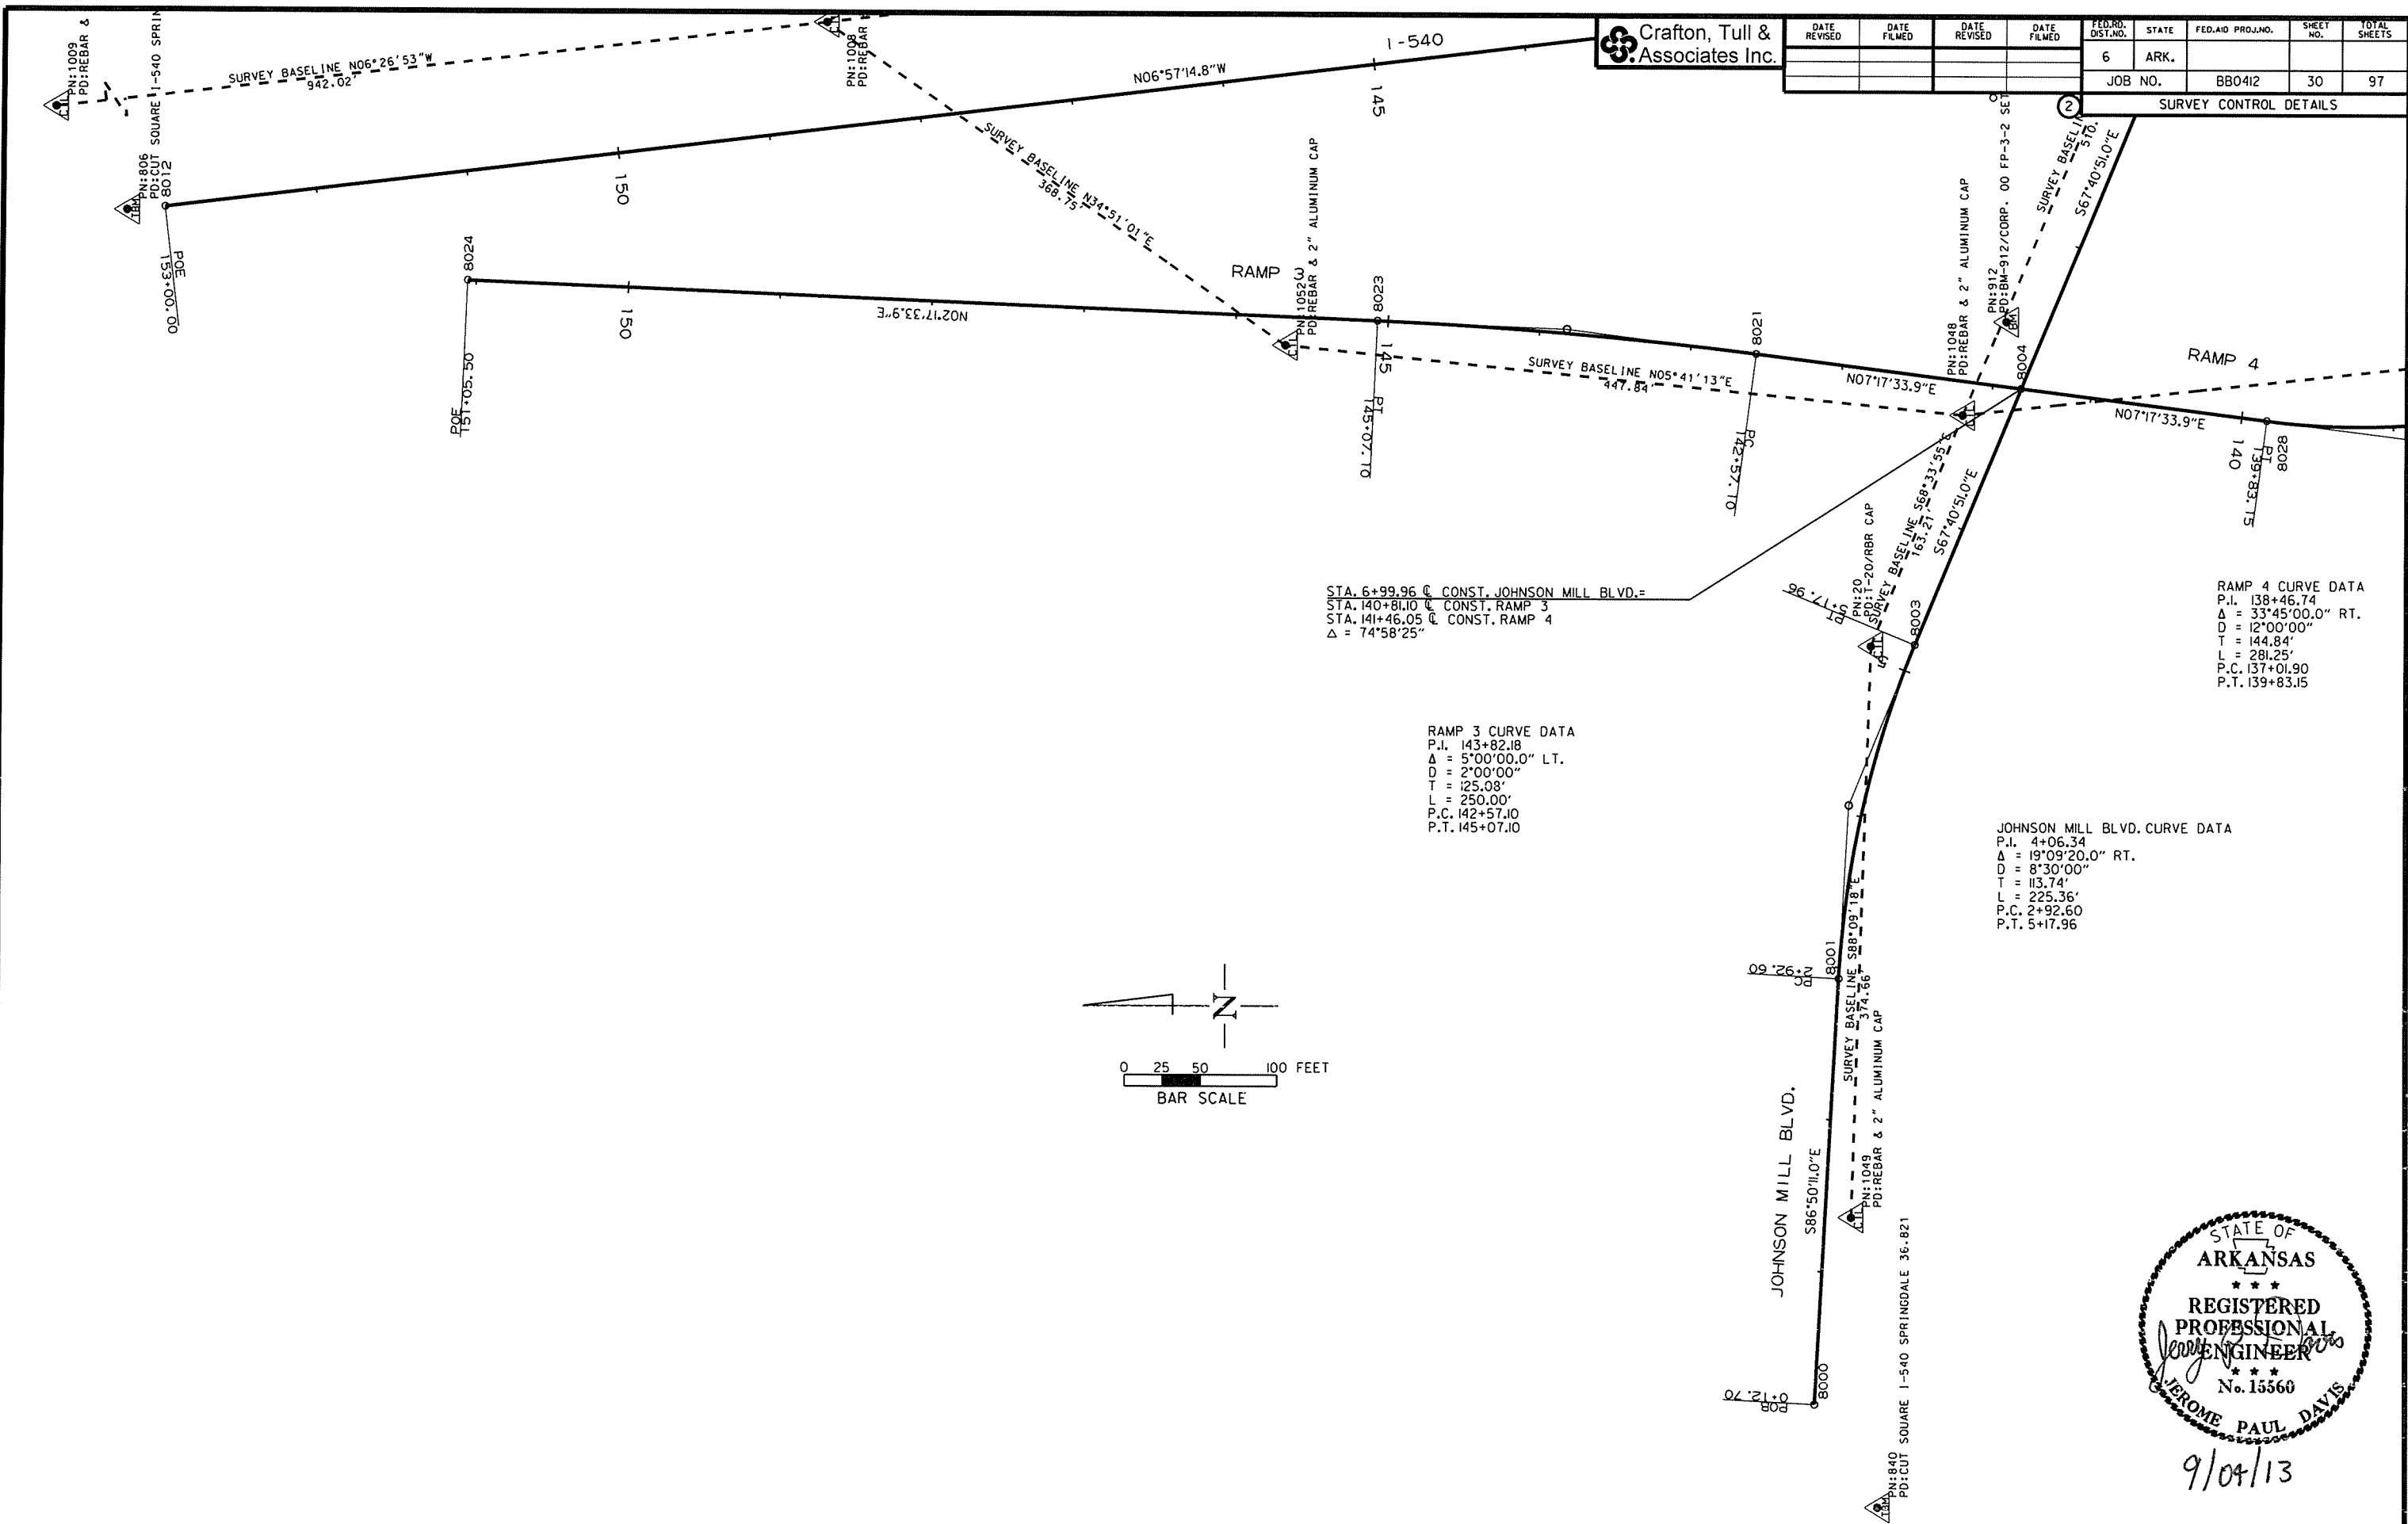 Crafton, Tull &
Associates Inc.
DATE REVISED
DATE FILMED
DATE REVISED
DATE FILMED
FED.RD. DIST.NO.
STATE
FED.AID PROJ.NO.
SHEET NO.
TOTAL SHEETS
6
ARK.
JOB NO.
BB0412
30
97
2
SURVEY CONTROL DETAILS
PN:1009
PD:REBAR &
CTL
SURVEY BASELINE N06°26'53"W
942.02'
PN:1008
PD:REBAR
I-540
N06°57'14.8"W
145
150
PN:806
PD:CUT SQUARE I-540 SPRIN
TBM
8012
POE
153+00.00
SURVEY BASELINE N34°51'01"E
368.75'
8024
POE
151+05.50
150
N02°17'33.9"E
RAMP 3
PN:1052
PD:REBAR & 2" ALUMINUM CAP
CTL
8023
145
PT
145+07.10
SURVEY BASELINE N05°41'13"E
447.84'
8021
PC
142+57.10
N07°17'33.9"E
PN:1048
PD:REBAR & 2" ALUMINUM CAP
CTL
PN:912
PD:BM-912/CORP. 00 FP-3-2 SET
BM
SURVEY BASELIN
510.
S67°40'51.0"E
8004
RAMP 4
N07°17'33.9"E
140
PT
139+83.15
8028
SURVEY BASELINE S68°33'55"E
163.21'
S67°40'51.0"E
PN:20
PD:T-20/RBR CAP
CTL
5
PT
5+17.96
8003
STA. 6+99.96 ℄ CONST. JOHNSON MILL BLVD.=
STA. 140+81.10 ℄ CONST. RAMP 3
STA. 141+46.05 ℄ CONST. RAMP 4
Δ = 74°58'25"
RAMP 4 CURVE DATA
P.I. 138+46.74
Δ = 33°45'00.0" RT.
D = 12°00'00"
T = 144.84'
L = 281.25'
P.C. 137+01.90
P.T. 139+83.15
RAMP 3 CURVE DATA
P.I. 143+82.18
Δ = 5°00'00.0" LT.
D = 2°00'00"
T = 125.08'
L = 250.00'
P.C. 142+57.10
P.T. 145+07.10
JOHNSON MILL BLVD. CURVE DATA
P.I. 4+06.34
Δ = 19°09'20.0" RT.
D = 8°30'00"
T = 113.74'
L = 225.36'
P.C. 2+92.60
P.T. 5+17.96
8001
PC
2+92.60
SURVEY BASELINE S88°09'18"E
374.66'
N
0 25 50 100 FEET
BAR SCALE
JOHNSON MILL BLVD.
S86°50'11.0"E
PN:1049
PD:REBAR & 2" ALUMINUM CAP
CTL
8000
POB
0+12.70
PN:840
PD:CUT SQUARE I-540 SPRINGDALE 36.821
TBM
STATE OF
ARKANSAS
★ ★ ★
REGISTERED
PROFESSIONAL
ENGINEER
★ ★ ★
No. 15560
JEROME PAUL DAVIS
9/04/13